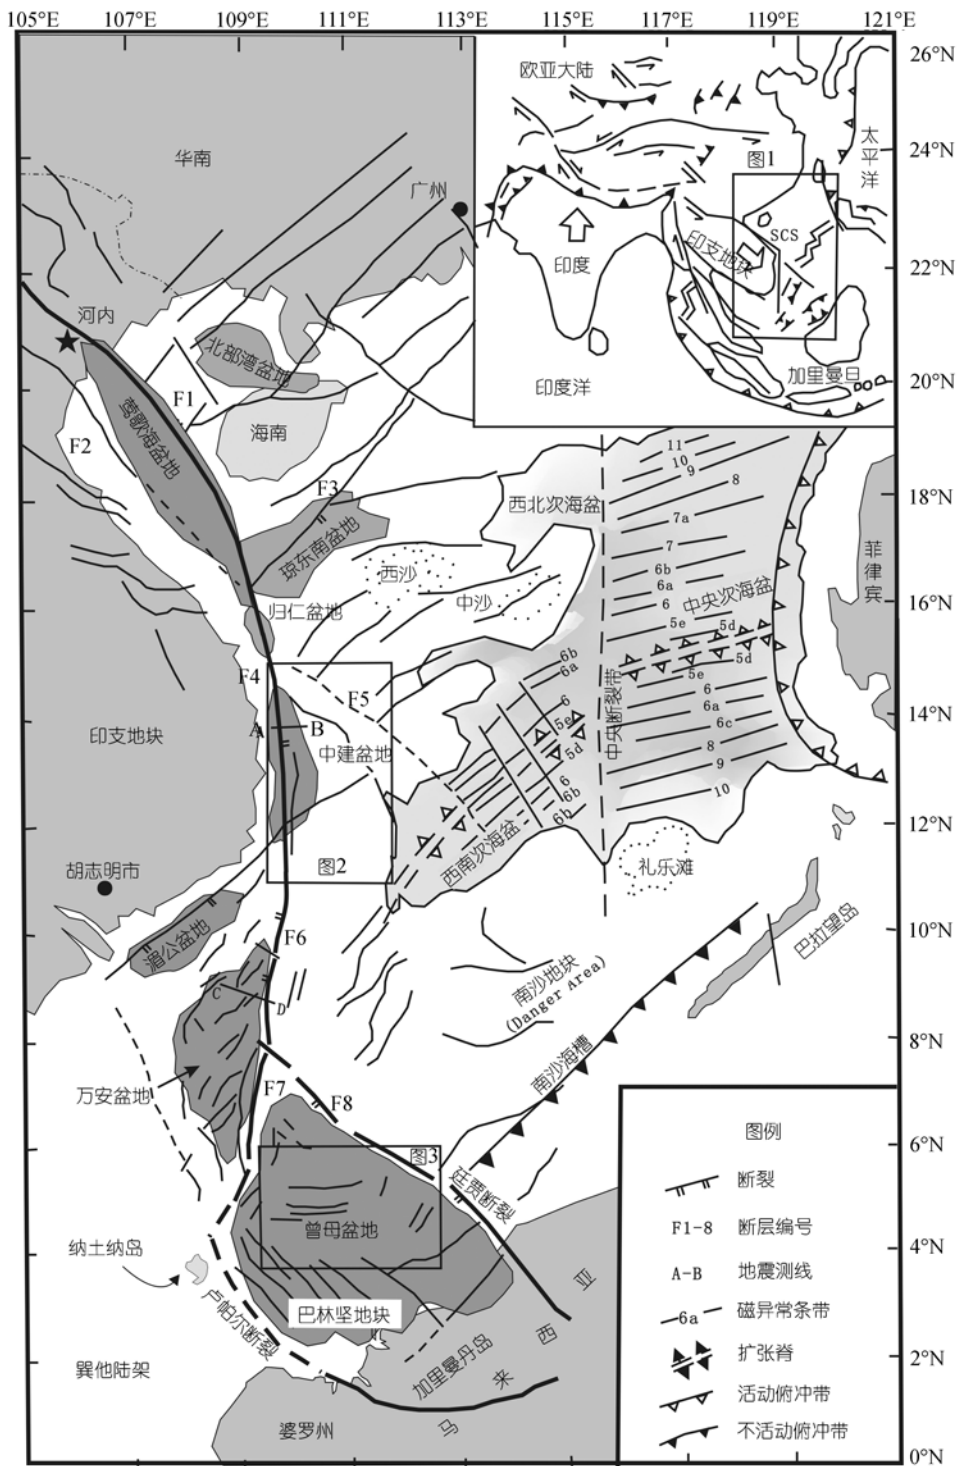 105°E 107°E 109°E 111°E 113°E 115°E 117°E 119°E 121°E
26°N
24°N
22°N
20°N
18°N
16°N
14°N
12°N
10°N
8°N
6°N
4°N
2°N
0°N
欧亚大陆
太平洋
图1
SCS
印支地块
印度
印度洋
加里曼日
华南
广州
河内
北部湾盆地
F1
莺歌海盆地
海南
F2
F3
琼东南盆地
西北次海盆
11
10
9
8
7a
7
6b
6a
6
5e
5d
中央次海盆
菲律宾
西沙
中沙
归仁盆地
F4
F5
6b
6a
6
5e
5d
6
6b
6b
中央断裂带
5d
5e
6
6a
6c
8
9
10
印支地块
A
B
中建盆地
图2
西南次海盆
礼乐滩
胡志明市
湄公盆地
F6
C
D
南沙地块
(Danger Area)
巴拉望岛
南沙海槽
万安盆地
F7
F8
图3
廷贾断裂
曾母盆地
纳土纳岛
卢帕尔断裂
巴林坚地块
巽他陆架
加里曼丹岛
婆罗州
马来西亚
图例
断裂
F1-8 断层编号
A-B 地震测线
6a 磁异常条带
扩张脊
活动俯冲带
不活动俯冲带